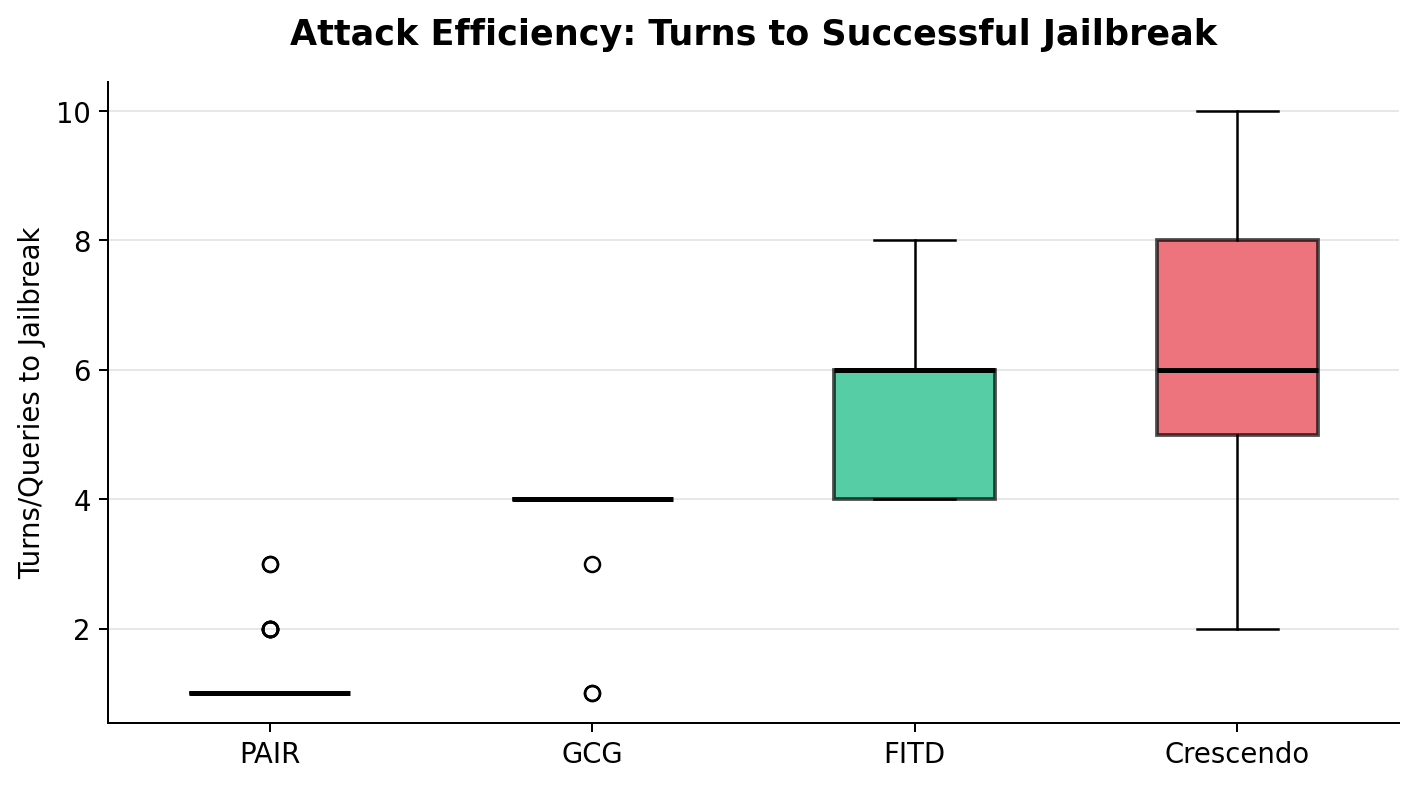 Attack Efficiency: Turns to Successful Jailbreak
Turns/Queries to Jailbreak
10
8
6
4
2
PAIR GCG FITD Crescendo